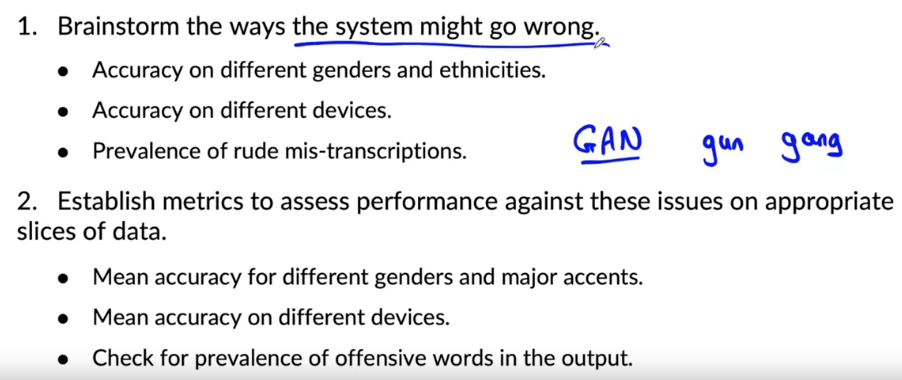 1. Brainstorm the ways the system might go wrong.
• Accuracy on different genders and ethnicities.
• Accuracy on different devices.
• Prevalence of rude mis-transcriptions.
GAN gun gang
2. Establish metrics to assess performance against these issues on appropriate
slices of data.
• Mean accuracy for different genders and major accents.
• Mean accuracy on different devices.
• Check for prevalence of offensive words in the output.